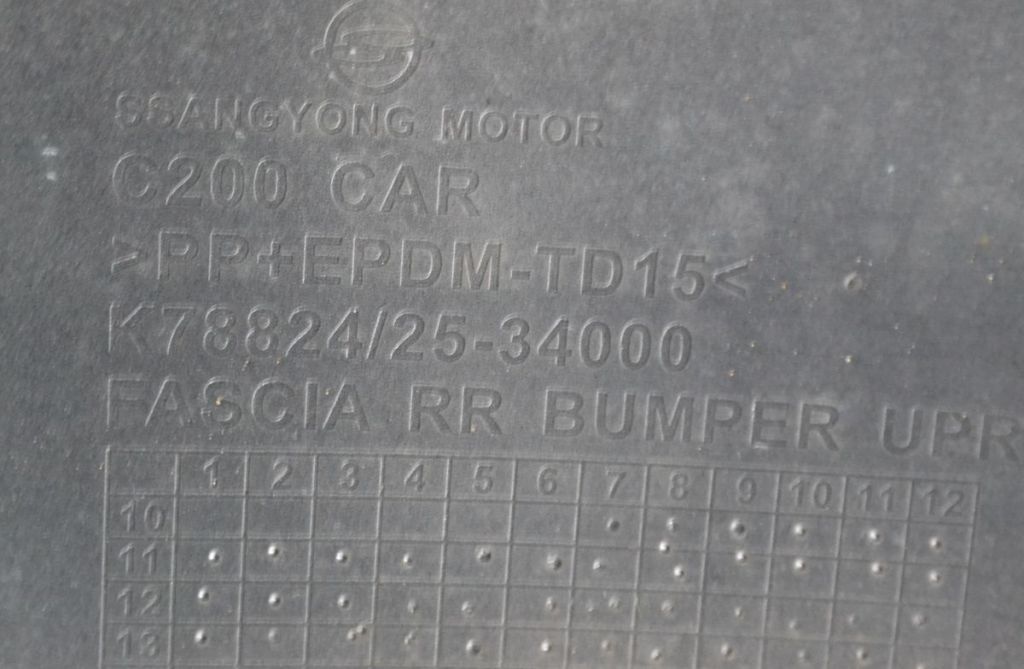 SSANGYONG MOTOR
C200 CAR
>PP+EPDM-TD15<
K78824/25-34000
FASCIA RR BUMPER UPR
1 2 3 4 5 6 7 8 9 10 11 12
10
11
12
13